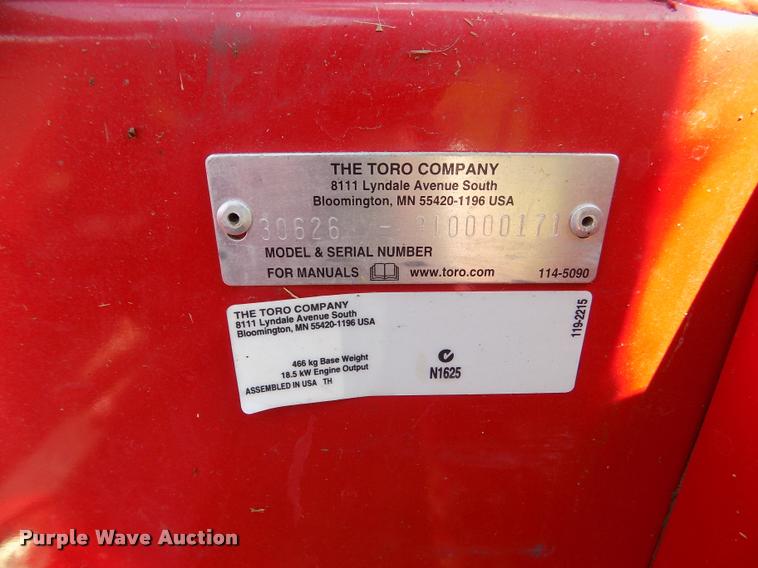 THE TORO COMPANY
8111 Lyndale Avenue South
Bloomington, MN 55420-1196 USA
30626 - 310000171
MODEL & SERIAL NUMBER
FOR MANUALS www.toro.com 114-5090
THE TORO COMPANY
8111 Lyndale Avenue South
Bloomington, MN 55420-1196 USA
119-2215
466 kg Base Weight
18.5 kW Engine Output
ASSEMBLED IN USA TH
N1625
Purple Wave Auction